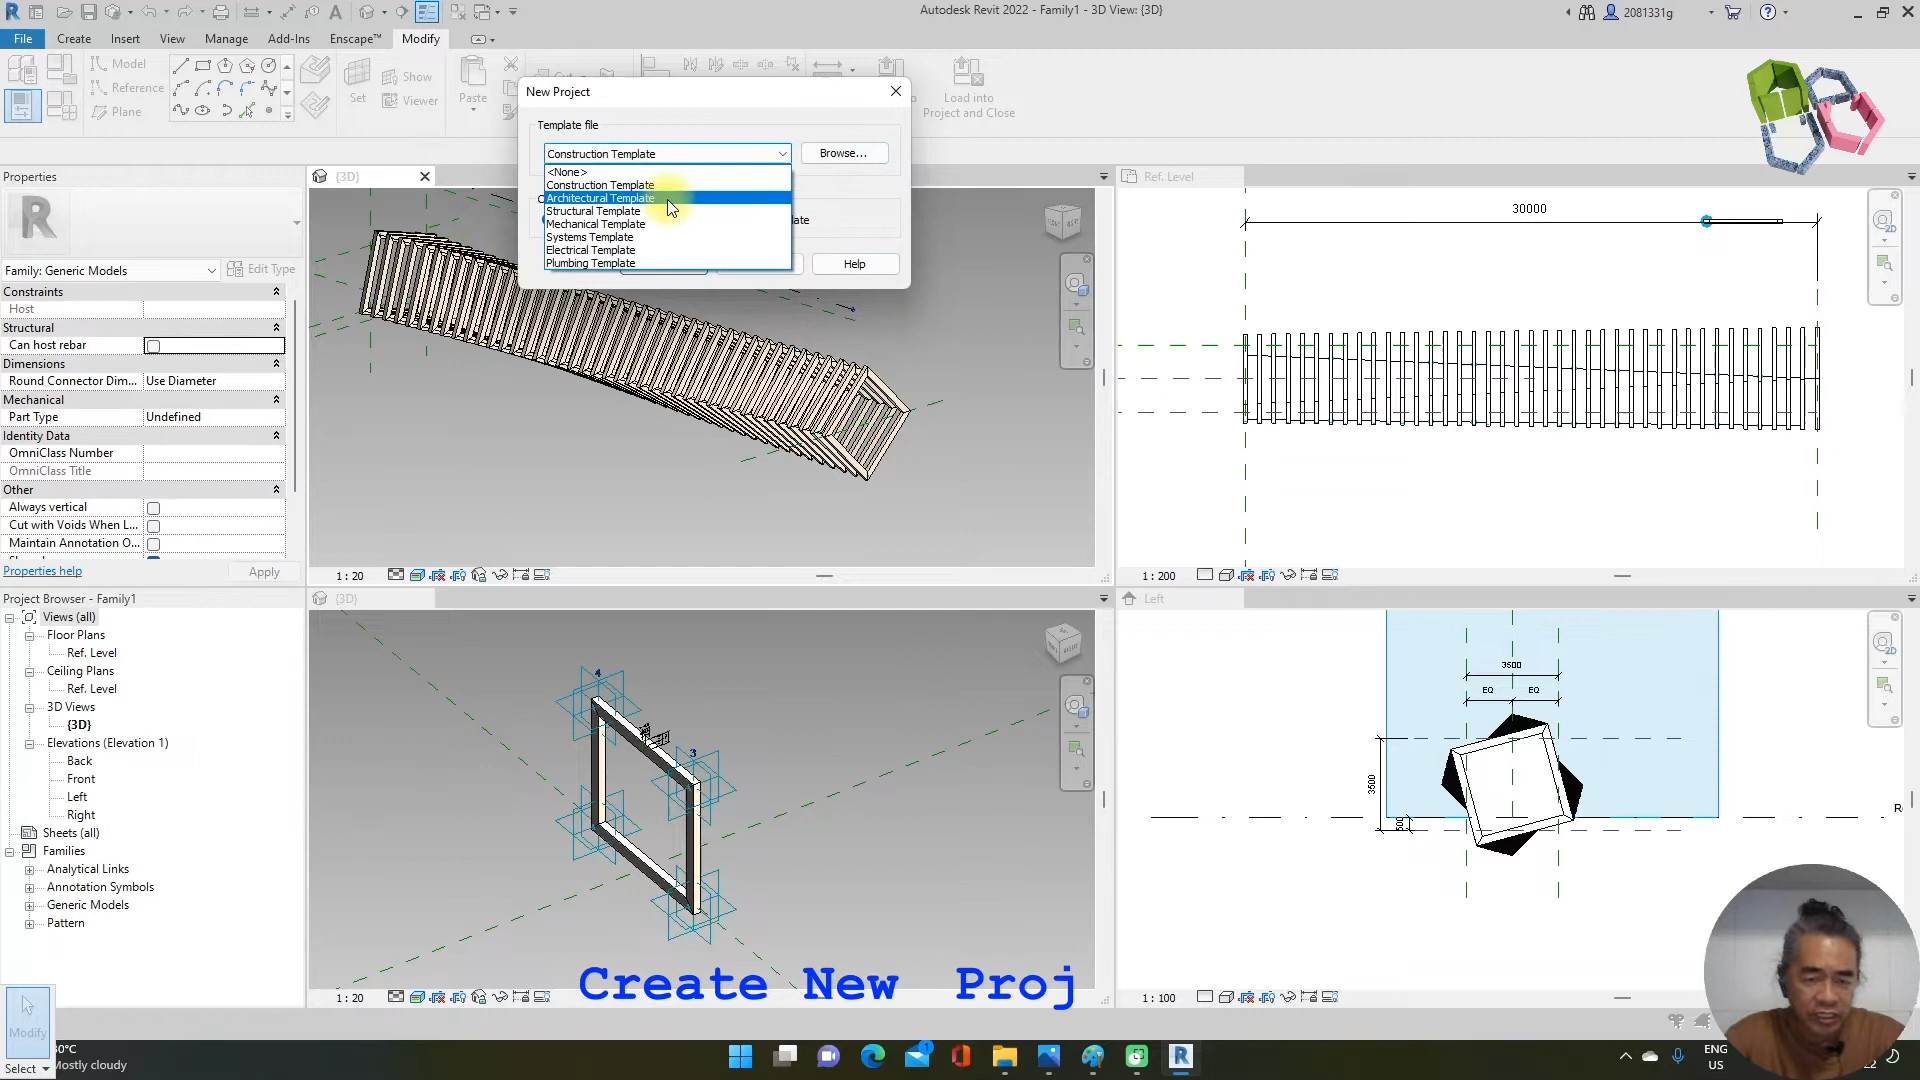 Autodesk Revit 2022 - Family1 - 3D View: {3D}
2081331g
File Create Insert View Manage Add-Ins Enscape™ Modify
Model
Reference
Plane
Set
Show
Viewer
Paste
Load into
Project and Close
New Project
Template file
Construction Template
Browse...
<None>
Construction Template
Architectural Template
Structural Template
Mechanical Template
Systems Template
Electrical Template
Plumbing Template
Help
Properties
R
Family: Generic Models
Edit Type
Constraints
Host
Structural
Can host rebar
Dimensions
Round Connector Dim... Use Diameter
Mechanical
Part Type Undefined
Identity Data
OmniClass Number
OmniClass Title
Other
Always vertical
Cut with Voids When L...
Maintain Annotation O...
Properties help
Apply
Project Browser - Family1
Views (all)
Floor Plans
Ref. Level
Ceiling Plans
Ref. Level
3D Views
{3D}
Elevations (Elevation 1)
Back
Front
Left
Right
Sheets (all)
Families
Analytical Links
Annotation Symbols
Generic Models
Pattern
{3D}
1 : 20
Ref. Level
30000
1 : 200
{3D}
4
3
1 : 20
Left
3500
EQ EQ
3500
500
1 : 100
Create New Proj
Modify
Select
30°C
Mostly cloudy
1
ENG
US